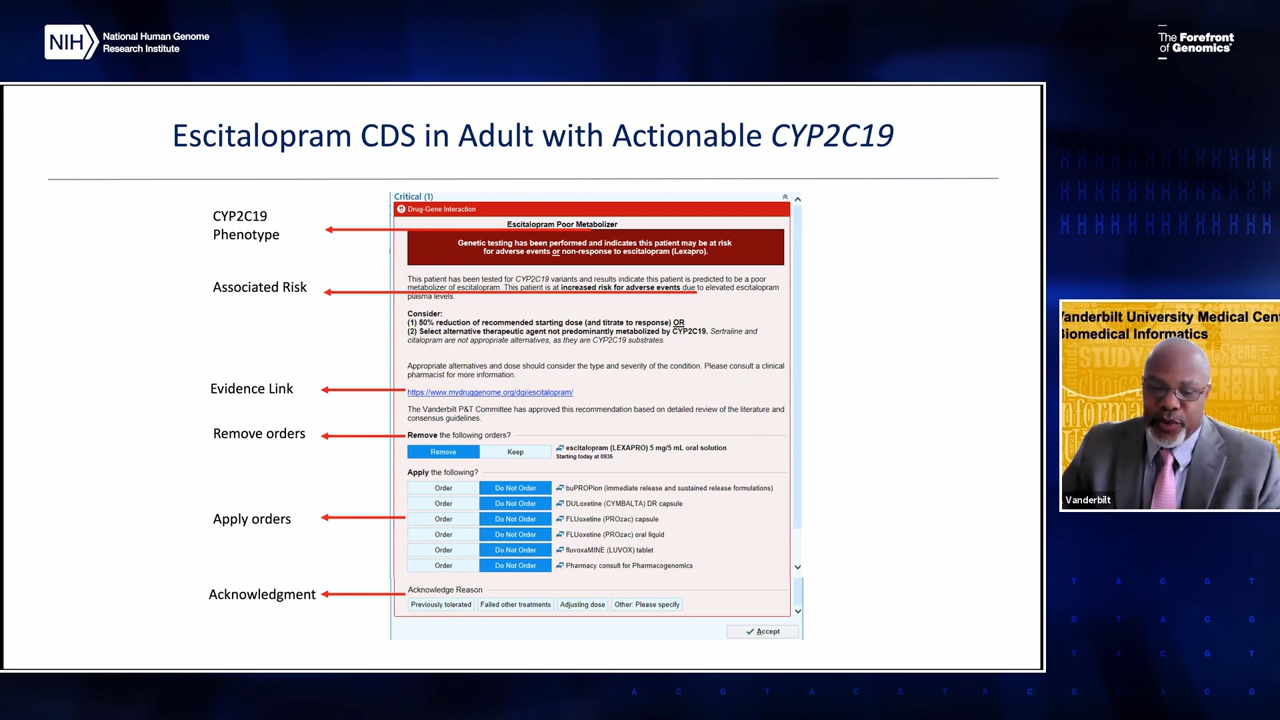 NIH
National Human Genome
Research Institute
The Forefront
of Genomics®
Escitalopram CDS in Adult with Actionable CYP2C19
CYP2C19
Phenotype
Associated Risk
Evidence Link
Remove orders
Apply orders
Acknowledgment
Critical (1)
Drug-Gene Interaction
Escitalopram Poor Metabolizer
Genetic testing has been performed and indicates this patient may be at risk
for adverse events or non-response to escitalopram (Lexapro).
This patient has been tested for CYP2C19 variants and results indicate this patient is predicted to be a poor
metabolizer of escitalopram. This patient is at increased risk for adverse events due to elevated escitalopram
plasma levels.
Consider:
(1) 50% reduction of recommended starting dose (and titrate to response) OR
(2) Select alternative therapeutic agent not predominantly metabolized by CYP2C19. Sertraline and
citalopram are not appropriate alternatives, as they are CYP2C19 substrates.
Appropriate alternatives and dose should consider the type and severity of the condition. Please consult a clinical
pharmacist for more information.
https://www.mydruggenome.org/dgi/escitalopram/
The Vanderbilt P&T Committee has approved this recommendation based on detailed review of the literature and
consensus guidelines.
Remove the following orders?
Remove Keep escitalopram (LEXAPRO) 5 mg/5 mL oral solution
Starting today at 0935
Apply the following?
Order Do Not Order buPROPion (immediate release and sustained release formulations)
Order Do Not Order DULoxetine (CYMBALTA) DR capsule
Order Do Not Order FLUoxetine (PROzac) capsule
Order Do Not Order FLUoxetine (PROzac) oral liquid
Order Do Not Order fluvoxaMINE (LUVOX) tablet
Order Do Not Order Pharmacy consult for Pharmacogenomics
Acknowledge Reason
Previously tolerated Failed other treatments Adjusting dose Other: Please specify
Accept
Vanderbilt University Medical Cent
Biomedical Informatics
Vanderbilt
T A C G T
G T A C G T
T A C G T
A C G T A C G T A C G T